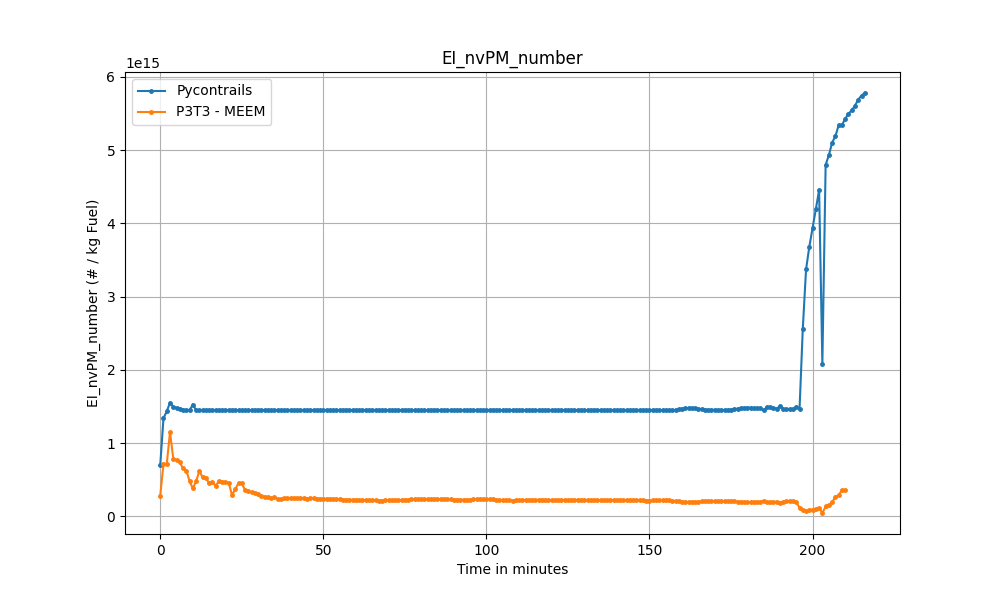 EI_nvPM_number
1e15
Pycontrails
P3T3 - MEEM
6
5
4
3
2
1
0
EI_nvPM_number (# / kg Fuel)
0 50 100 150 200
Time in minutes